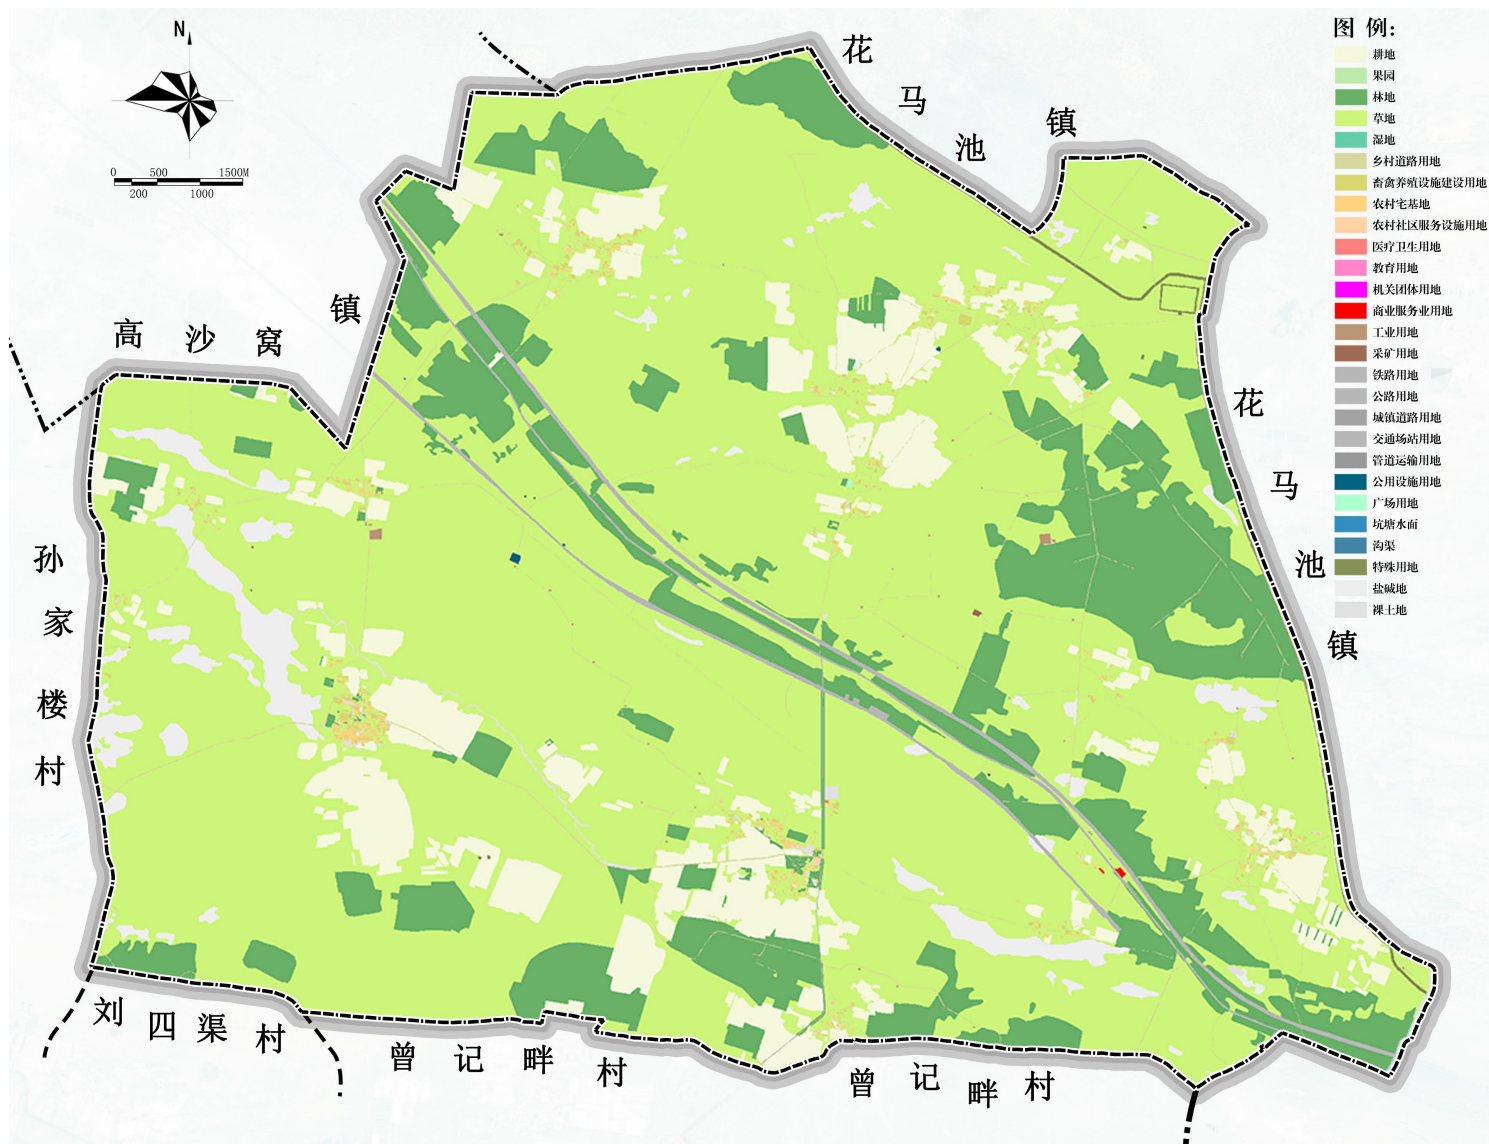 N
0 500 1500M
200 1000
花马池镇
高沙窝镇
花马池镇
孙家楼村
刘四渠村
曾记畔村
曾记畔村
图 例:
耕地
果园
林地
草地
湿地
乡村道路用地
畜禽养殖设施建设用地
农村宅基地
农村社区服务设施用地
医疗卫生用地
教育用地
机关团体用地
商业服务业用地
工业用地
采矿用地
铁路用地
公路用地
城镇道路用地
交通场站用地
管道运输用地
公用设施用地
广场用地
坑塘水面
沟渠
特殊用地
盐碱地
裸土地